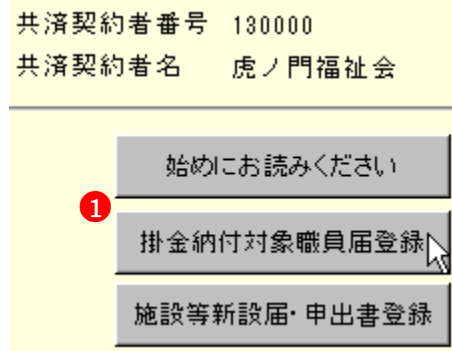 共済契約者番号 130000
共済契約者名 虎ノ門福祉会
始めにお読みください
1
掛金納付対象職員届登録
施設等新設届・申出書登録